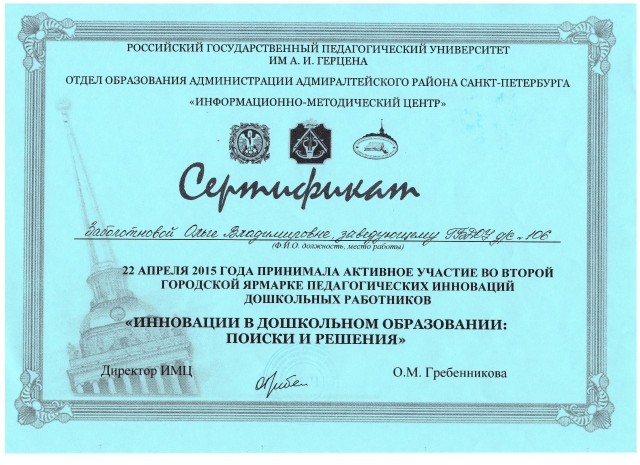 РОССИЙСКИЙ ГОСУДАРСТВЕННЫЙ ПЕДАГОГИЧЕСКИЙ УНИВЕРСИТЕТ
ИМ А. И. ГЕРЦЕНА
ОТДЕЛ ОБРАЗОВАНИЯ АДМИНИСТРАЦИИ АДМИРАЛТЕЙСКОГО РАЙОНА САНКТ-ПЕТЕРБУРГА
«ИНФОРМАЦИОННО-МЕТОДИЧЕСКИЙ ЦЕНТР»
Сертификат
Заболотновой Ольге Владимировне, заведующему ГБДОУ д/с № 106
(Ф.И.О. должность, место работы)
22 АПРЕЛЯ 2015 ГОДА ПРИНИМАЛА АКТИВНОЕ УЧАСТИЕ ВО ВТОРОЙ
ГОРОДСКОЙ ЯРМАРКЕ ПЕДАГОГИЧЕСКИХ ИННОВАЦИЙ
ДОШКОЛЬНЫХ РАБОТНИКОВ
«ИННОВАЦИИ В ДОШКОЛЬНОМ ОБРАЗОВАНИИ:
ПОИСКИ И РЕШЕНИЯ»
Директор ИМЦ О.М. Гребенникова